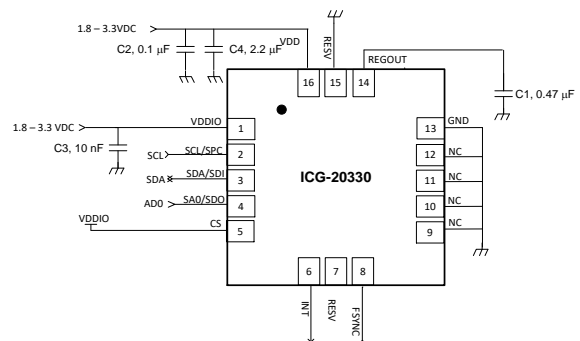 1.8 – 3.3VDC
C2, 0.1 µF
C4, 2.2 µF
VDD
RESV
REGOUT
C1, 0.47 µF
16
15
14
1.8 – 3.3 VDC
VDDIO
1
13
GND
C3, 10 nF
SCL
SCL/SPC
2
12
NC
SDA
SDA/SDI
3
ICG-20330
11
NC
AD0
SA0/SDO
4
10
NC
VDDIO
CS
5
9
NC
6
7
8
INT
RESV
FSYNC